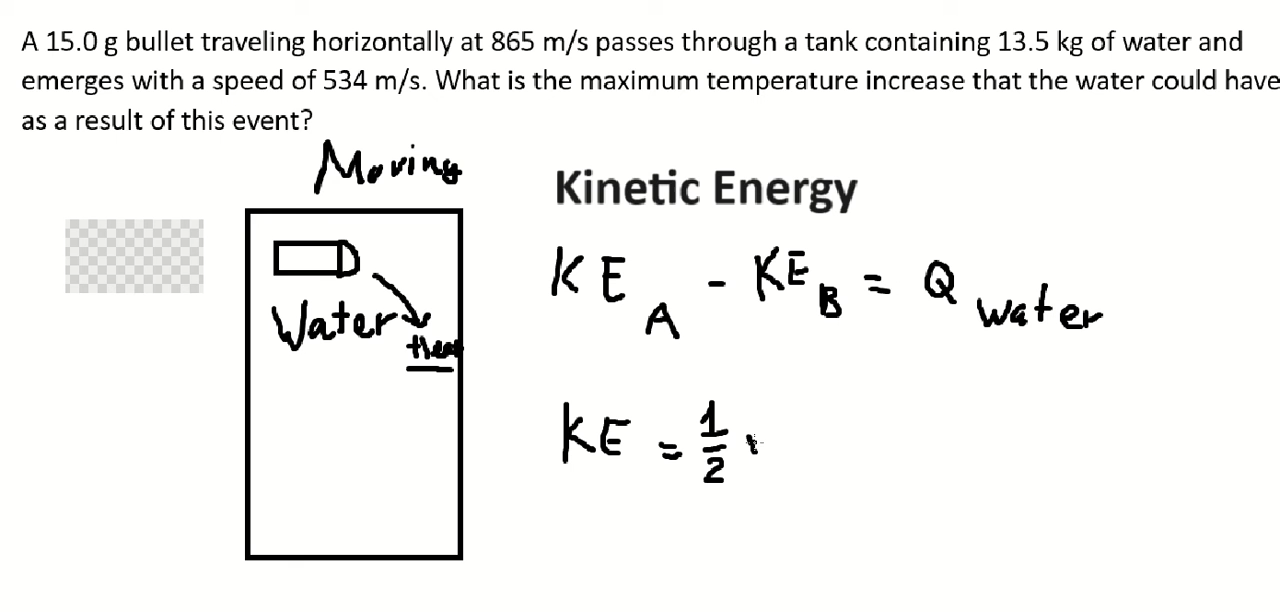 A 15.0 g bullet traveling horizontally at 865 m/s passes through a tank containing 13.5 kg of water and
emerges with a speed of 534 m/s. What is the maximum temperature increase that the water could have
as a result of this event?
Moving
Kinetic Energy
Water
KE_A - KE_B = Q water
KE = 1/2